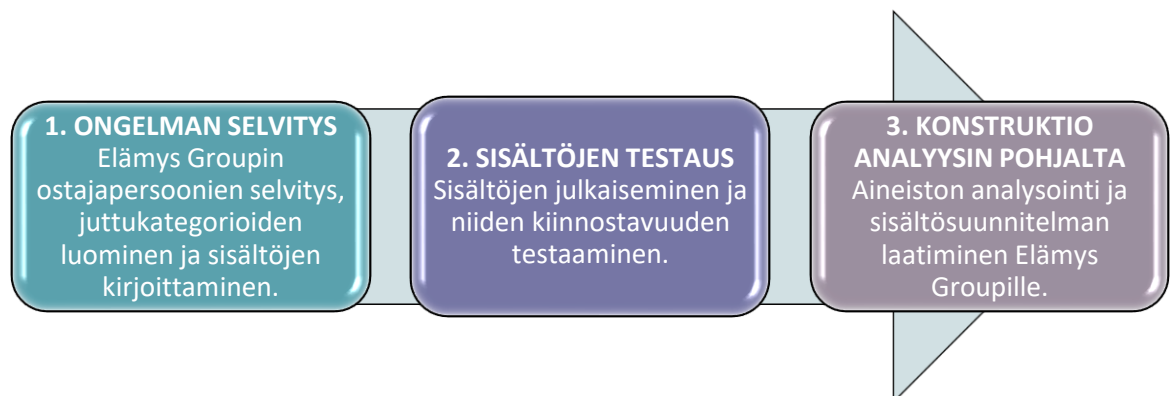 1. ONGELMAN SELVITYS
Elämys Groupin
ostajapersoonien selvitys,
juttukategorioiden
luominen ja sisältöjen
kirjoittaminen.
2. SISÄLTÖJEN TESTAUS
Sisältöjen julkaiseminen ja
niiden kiinnostavuuden
testaaminen.
3. KONSTRUKTIO
ANALYYSIN POHJALTA
Aineiston analysointi ja
sisältösuunnitelman
laatiminen Elämys
Groupille.